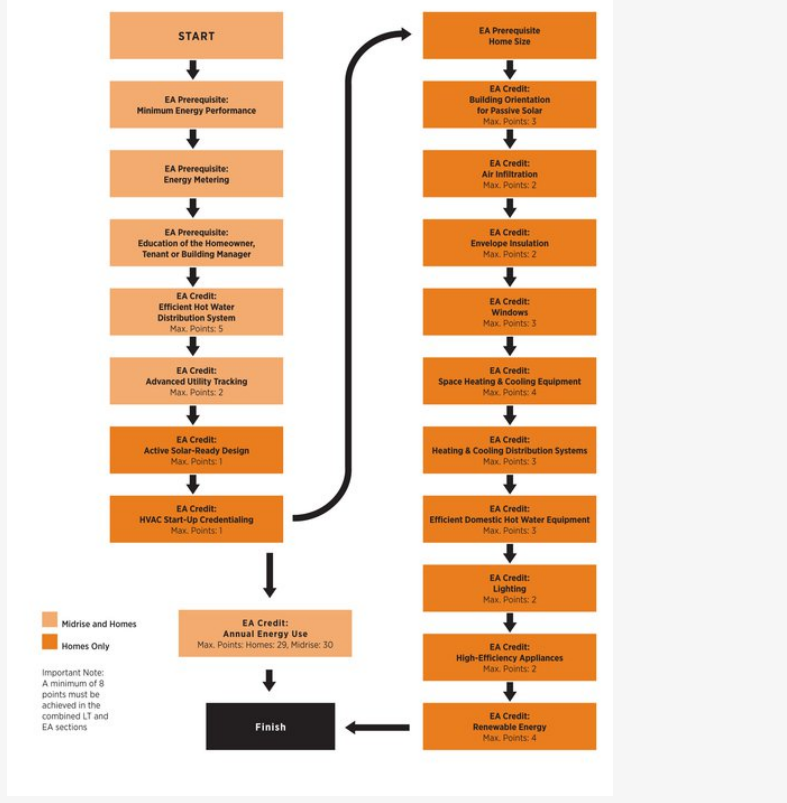 START
EA Prerequisite:
Minimum Energy Performance
EA Prerequisite:
Energy Metering
EA Prerequisite:
Education of the Homeowner,
Tenant or Building Manager
EA Credit:
Efficient Hot Water
Distribution System
Max. Points: 5
EA Credit:
Advanced Utility Tracking
Max. Points: 2
EA Credit:
Active Solar-Ready Design
Max. Points: 1
EA Credit:
HVAC Start-Up Credentialing
Max. Points: 1
EA Prerequisite
Home Size
EA Credit:
Building Orientation
for Passive Solar
Max. Points: 3
EA Credit:
Air Infiltration
Max. Points: 2
EA Credit:
Envelope Insulation
Max. Points: 2
EA Credit:
Windows
Max. Points: 3
EA Credit:
Space Heating & Cooling Equipment
Max. Points: 4
EA Credit:
Heating & Cooling Distribution Systems
Max. Points: 3
EA Credit:
Efficient Domestic Hot Water Equipment
Max. Points: 3
EA Credit:
Lighting
Max. Points: 2
EA Credit:
High-Efficiency Appliances
Max. Points: 2
EA Credit:
Renewable Energy
Max. Points: 4
EA Credit:
Annual Energy Use
Max. Points: Homes: 29, Midrise: 30
Finish
Midrise and Homes
Homes Only
Important Note:
A minimum of 8
points must be
achieved in the
combined LT and
EA sections